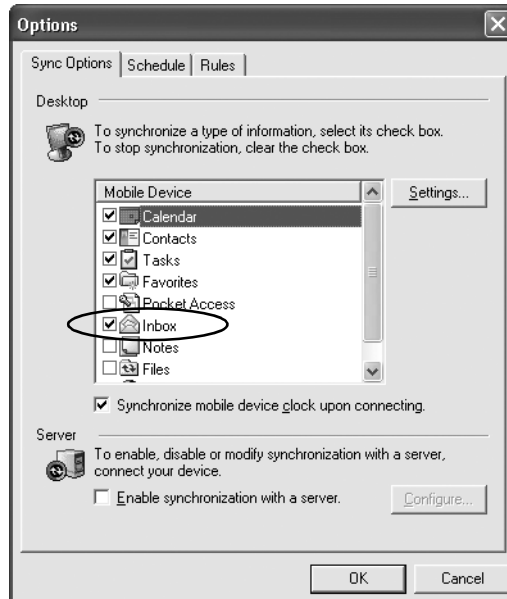 Options
Sync Options Schedule Rules
Desktop
To synchronize a type of information, select its check box.
To stop synchronization, clear the check box.
Mobile Device
Settings...
Calendar
Contacts
Tasks
Favorites
Pocket Access
Inbox
Notes
Files
Synchronize mobile device clock upon connecting.
Server
To enable, disable or modify synchronization with a server,
connect your device.
Enable synchronization with a server.
Configure...
OK Cancel